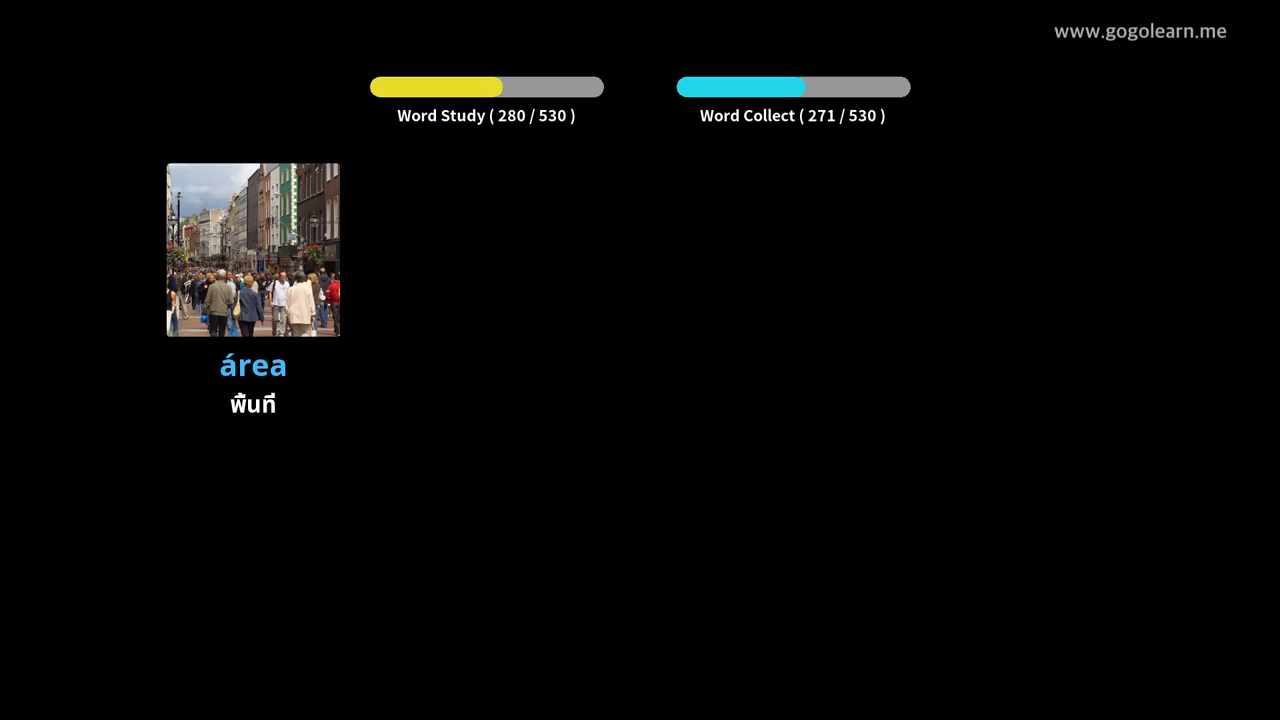 www.gogolearn.me
Word Study ( 280 / 530 )
Word Collect ( 271 / 530 )
área
พื้นที่